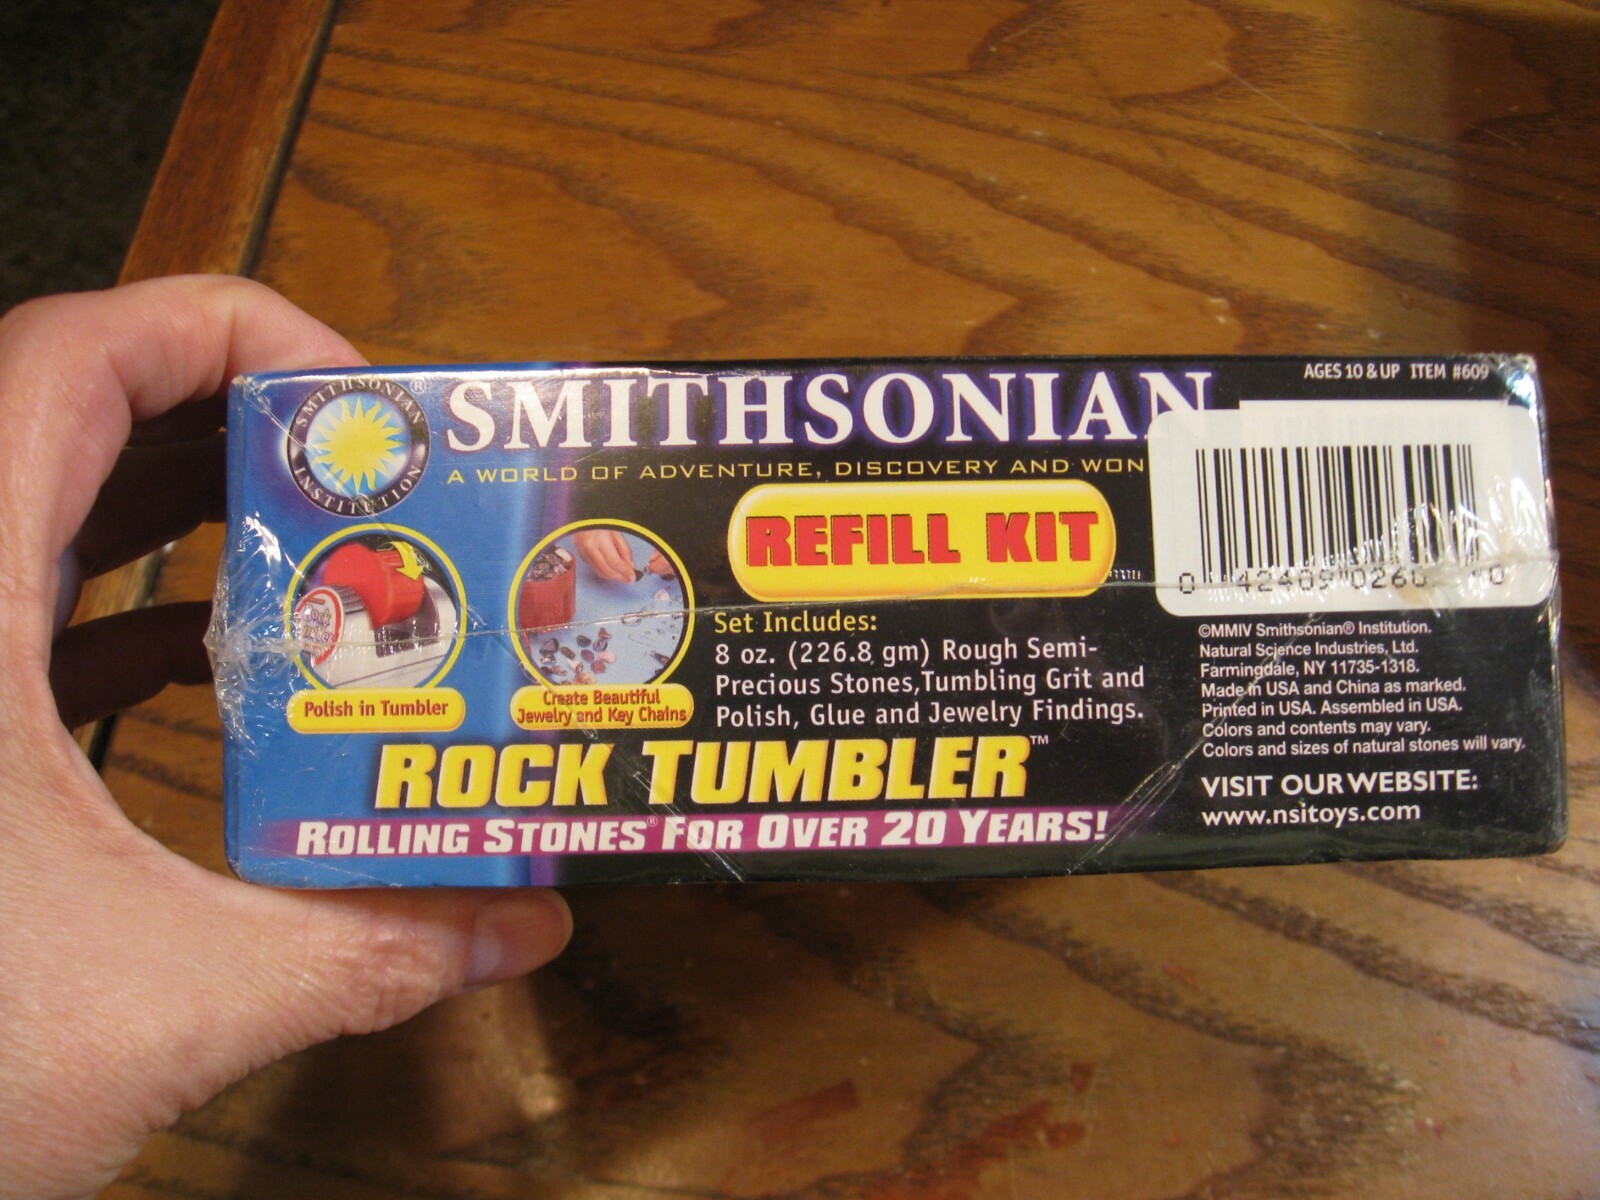 SMITHSONIAN ® INSTITUTION
SMITHSONIAN
AGES 10 & UP ITEM #609
A WORLD OF ADVENTURE, DISCOVERY AND WON
REFILL KIT
Set Includes:
8 oz. (226.8 gm) Rough Semi-
Precious Stones, Tumbling Grit and
Polish, Glue and Jewelry Findings.
Polish in Tumbler
Create Beautiful
Jewelry and Key Chains
ROCK TUMBLER™
ROLLING STONES® FOR OVER 20 YEARS!
©MMIV Smithsonian® Institution.
Natural Science Industries, Ltd.
Farmingdale, NY 11735-1318.
Made in USA and China as marked.
Printed in USA. Assembled in USA.
Colors and contents may vary.
Colors and sizes of natural stones will vary.
VISIT OUR WEBSITE:
www.nsitoys.com